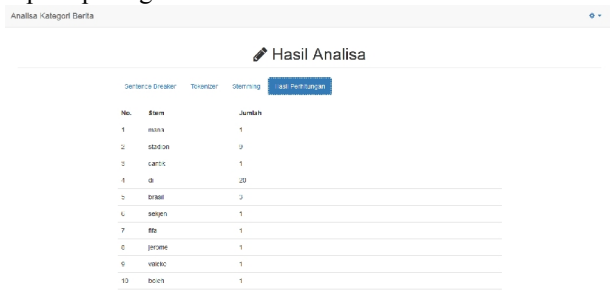 Analisa Kategori Berita
Hasil Analisa
Sentence Breaker Tokenizer Stemming Hasil Perhitungan
No. Stem Jumlah
1 mana 1
2 stadion 9
3 cantik 1
4 di 20
5 brasil
6 sekjen 1
7 fifa 1
8 jerome 1
9 valcke 1
10 boleh 1